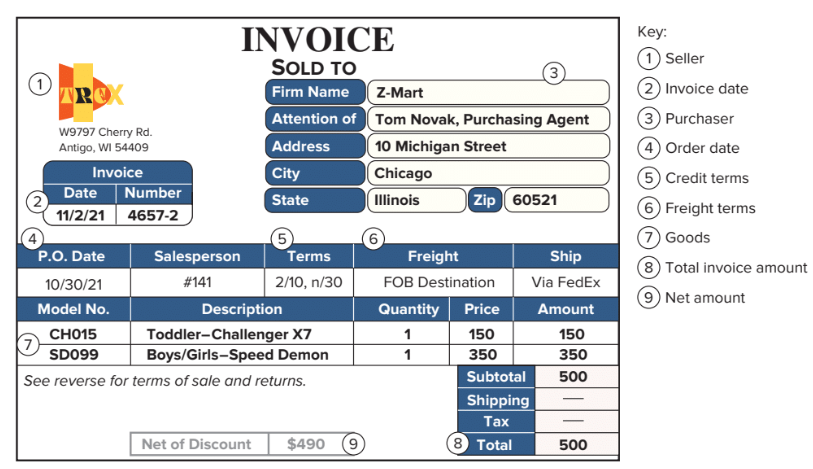 INVOICE
SOLD TO
1
TREX
W9797 Cherry Rd.
Antigo, WI 54409
Invoice
Date Number
2
11/2/21 4657-2
3
Firm Name Z-Mart
Attention of Tom Novak, Purchasing Agent
Address 10 Michigan Street
City Chicago
State Illinois Zip 60521
4 5 6
P.O. Date Salesperson Terms Freight Ship
10/30/21 #141 2/10, n/30 FOB Destination Via FedEx
Model No. Description Quantity Price Amount
CH015 Toddler–Challenger X7 1 150 150
7
SD099 Boys/Girls–Speed Demon 1 350 350
See reverse for terms of sale and returns.
Subtotal 500
Shipping —
Tax —
Net of Discount $490 9
8 Total 500
Key:
1 Seller
2 Invoice date
3 Purchaser
4 Order date
5 Credit terms
6 Freight terms
7 Goods
8 Total invoice amount
9 Net amount